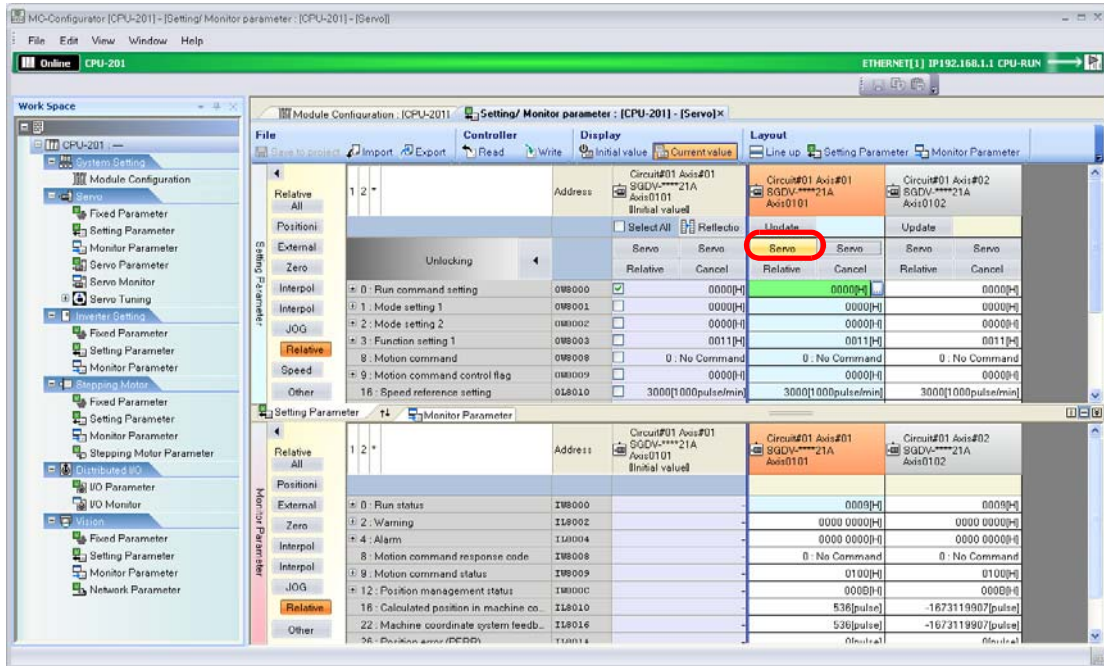 MC-Configurator [CPU-201] - [Setting/ Monitor parameter : [CPU-201] - [Servo]]
File Edit View Window Help
Online CPU-201 ETHERNET[1] IP192.168.1.1 CPU-RUN
Work Space
CPU-201 : —
System Setting
Module Configuration
Servo
Fixed Parameter
Setting Parameter
Monitor Parameter
Servo Parameter
Servo Monitor
Servo Tuning
Inverter Setting
Fixed Parameter
Setting Parameter
Monitor Parameter
Stepping Motor
Fixed Parameter
Setting Parameter
Monitor Parameter
Stepping Motor Parameter
Distributed I/O
I/O Parameter
I/O Monitor
Vision
Fixed Parameter
Setting Parameter
Monitor Parameter
Network Parameter
Module Configuration : [CPU-201] Setting/ Monitor parameter : [CPU-201] - [Servo]×
File Controller Display Layout
Save to project Import Export Read Write Initial value Current value Line up Setting Parameter Monitor Parameter
Setting Parameter
Relative
All
Positioni
External
Zero
Interpol
Interpol
JOG
Relative
Speed
Other
1 2 * Address
Circuit#01 Axis#01
SGDV-****21A
Axis0101
[Initial value]
Circuit#01 Axis#01
SGDV-****21A
Axis0101
Circuit#01 Axis#02
SGDV-****21A
Axis0102
Select All Reflectio Update Update
Unlocking
Servo Servo Servo Servo Servo Servo
Relative Cancel Relative Cancel Relative Cancel
0 : Run command setting OW8000 0000[H] 0000[H] 0000[H]
1 : Mode setting 1 OW8001 0000[H] 0000[H] 0000[H]
2 : Mode setting 2 OW8002 0000[H] 0000[H] 0000[H]
3 : Function setting 1 OW8003 0011[H] 0011[H] 0011[H]
8 : Motion command OW8008 0 : No Command 0 : No Command 0 : No Command
9 : Motion command control flag OW8009 0000[H] 0000[H] 0000[H]
16 : Speed reference setting OL8010 3000[1000pulse/min] 3000[1000pulse/min] 3000[1000pulse/min]
Setting Parameter Monitor Parameter
Monitor Parameter
Relative
All
Positioni
External
Zero
Interpol
Interpol
JOG
Relative
Other
1 2 * Address
Circuit#01 Axis#01
SGDV-****21A
Axis0101
[Initial value]
Circuit#01 Axis#01
SGDV-****21A
Axis0101
Circuit#01 Axis#02
SGDV-****21A
Axis0102
0 : Run status IW8000 - 0009[H] 0009[H]
2 : Warning IL8002 - 0000 0000[H] 0000 0000[H]
4 : Alarm IL8004 - 0000 0000[H] 0000 0000[H]
8 : Motion command response code IW8008 - 0 : No Command 0 : No Command
9 : Motion command status IW8009 - 0100[H] 0100[H]
12 : Position management status IW800C - 000B[H] 000B[H]
16 : Calculated position in machine co... IL8010 - 536[pulse] -1673119907[pulse]
22 : Machine coordinate system feedb... IL8016 - 536[pulse] -1673119907[pulse]
26 : Position error (PERR) IL801A - 0[pulse] 0[pulse]